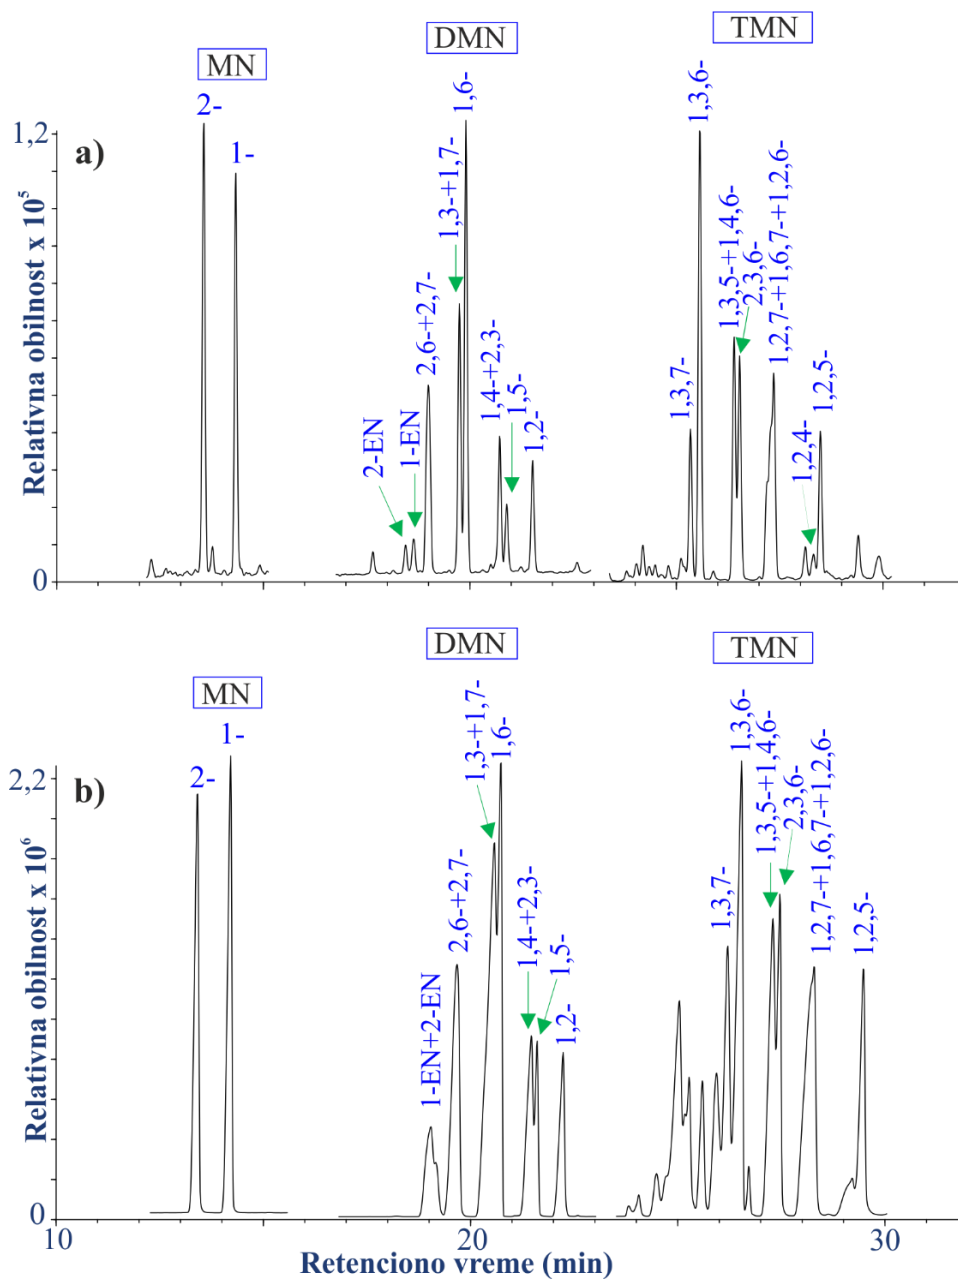 MN
DMN
TMN
a)
1,2
0
Relativna obilnost x 10⁵
2-
1-
2-EN
1-EN
2,6-+2,7-
1,3-+1,7-
1,6-
1,4-+2,3-
1,5-
1,2-
1,3,7-
1,3,6-
1,3,5-+1,4,6-
2,3,6-
1,2,7-+1,6,7-+1,2,6-
1,2,4-
1,2,5-
MN
DMN
TMN
b)
2,2
0
Relativna obilnost x 10⁶
2-
1-
1-EN+2-EN
2,6-+2,7-
1,3-+1,7-
1,6-
1,4-+2,3-
1,5-
1,2-
1,3,7-
1,3,6-
1,3,5-+1,4,6-
2,3,6-
1,2,7-+1,6,7-+1,2,6-
1,2,5-
10
20
30
Retenciono vreme (min)